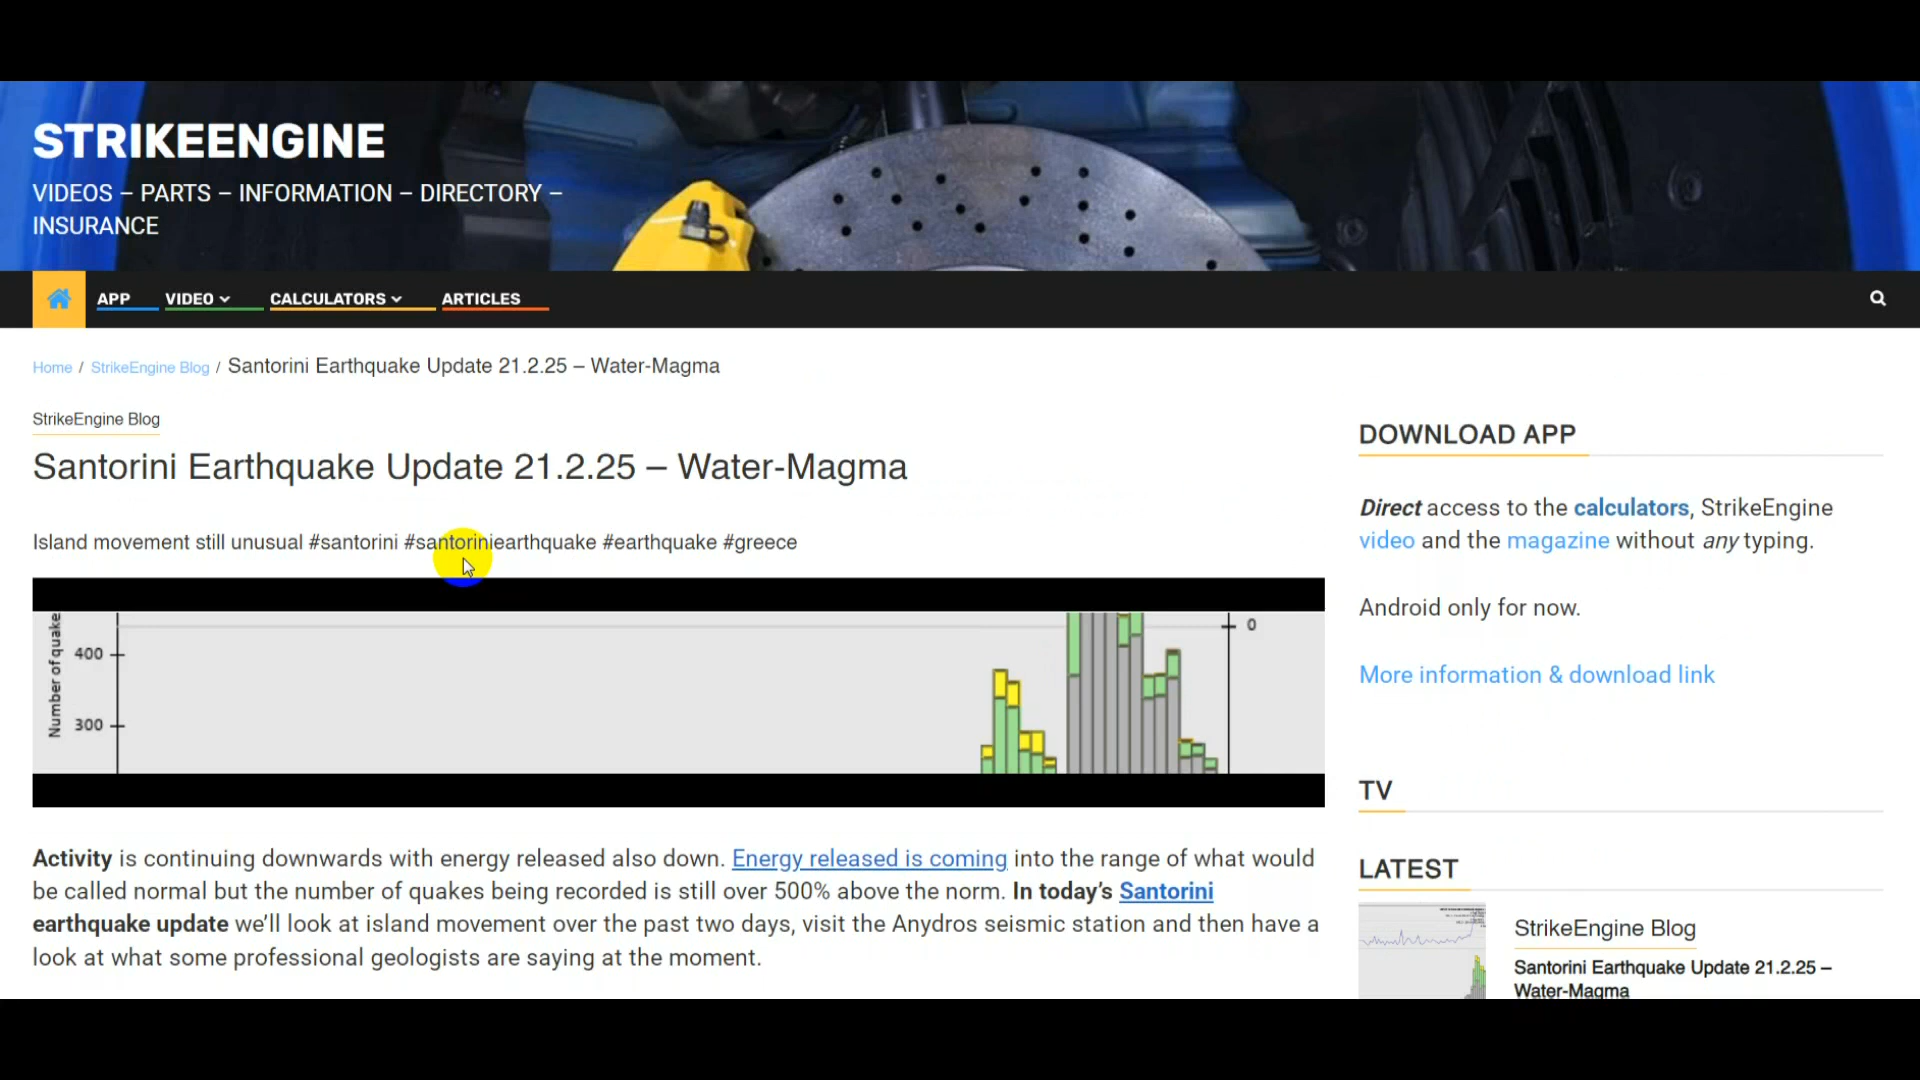 STRIKEENGINE
VIDEOS – PARTS – INFORMATION – DIRECTORY –
INSURANCE
APP VIDEO CALCULATORS ARTICLES
Home / StrikeEngine Blog / Santorini Earthquake Update 21.2.25 – Water-Magma
StrikeEngine Blog
Santorini Earthquake Update 21.2.25 – Water-Magma
Island movement still unusual #santorini #santoriniearthquake #earthquake #greece
Number of quake
400
300
0
Activity is continuing downwards with energy released also down. Energy released is coming into the range of what would
be called normal but the number of quakes being recorded is still over 500% above the norm. In today's Santorini
earthquake update we'll look at island movement over the past two days, visit the Anydros seismic station and then have a
look at what some professional geologists are saying at the moment.
DOWNLOAD APP
Direct access to the calculators, StrikeEngine
video and the magazine without any typing.
Android only for now.
More information & download link
TV
LATEST
StrikeEngine Blog
Santorini Earthquake Update 21.2.25 –
Water-Magma